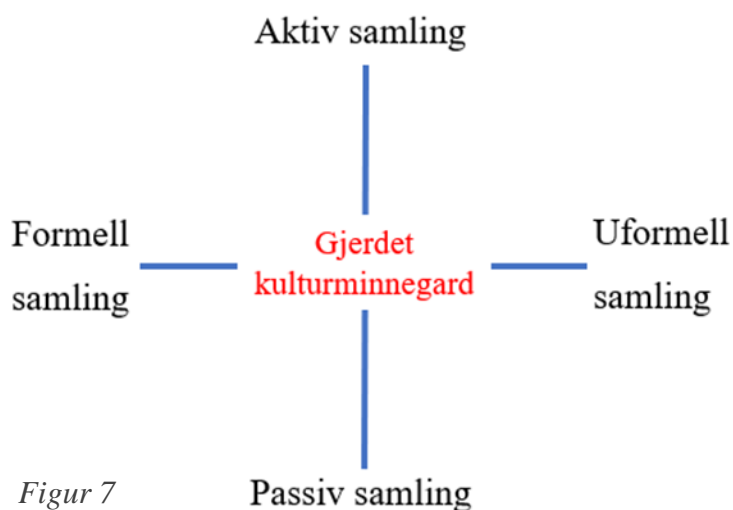 Aktiv samling
Formell
samling
Gjerdet
kulturminnegard
Uformell
samling
Figur 7
Passiv samling